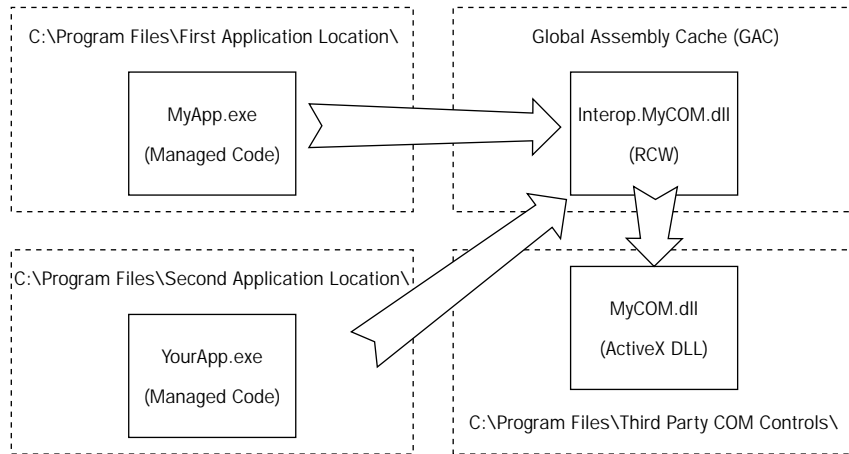 C:\Program Files\First Application Location\
MyApp.exe
(Managed Code)
Global Assembly Cache (GAC)
Interop.MyCOM.dll
(RCW)
C:\Program Files\Second Application Location\
YourApp.exe
(Managed Code)
MyCOM.dll
(ActiveX DLL)
C:\Program Files\Third Party COM Controls\